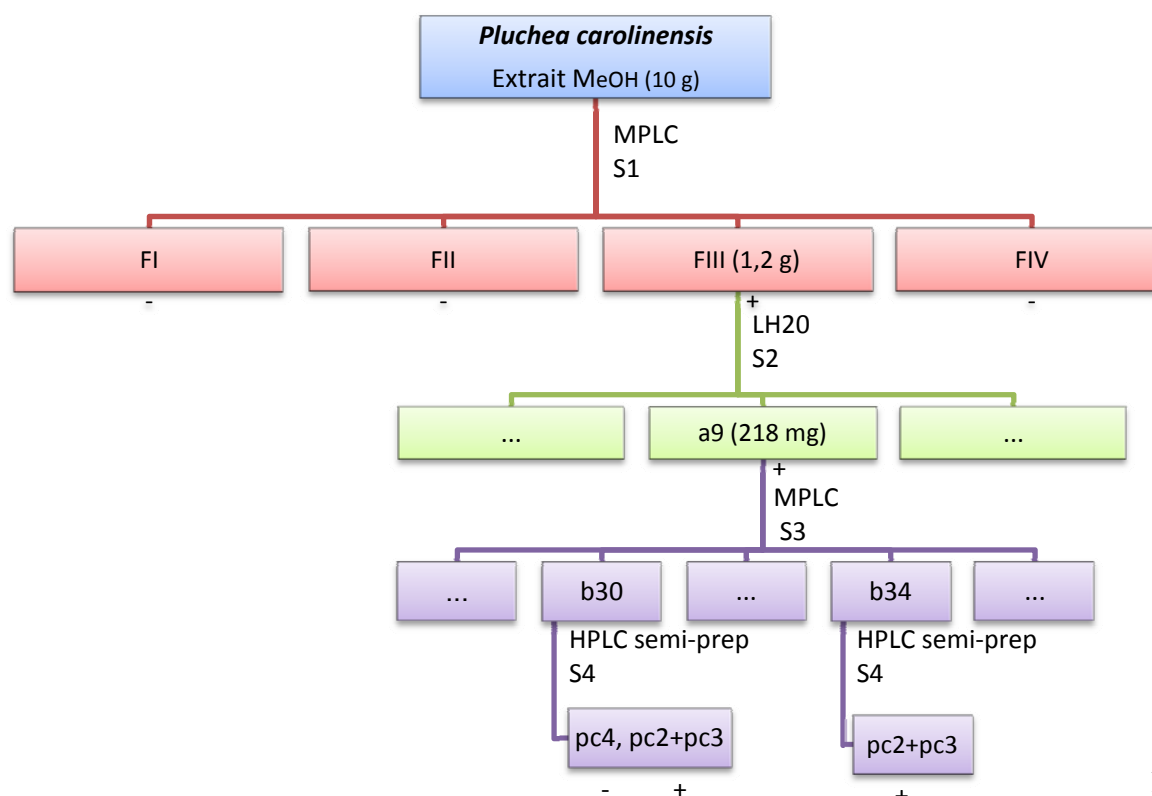 Pluchea carolinensis
Extrait MeOH (10 g)
MPLC
S1
FI
FII
FIII (1,2 g)
FIV
-
-
+
-
LH20
S2
...
a9 (218 mg)
...
+
MPLC
S3
...
b30
...
b34
...
HPLC semi-prep
S4
HPLC semi-prep
S4
pc4, pc2+pc3
pc2+pc3
-
+
+